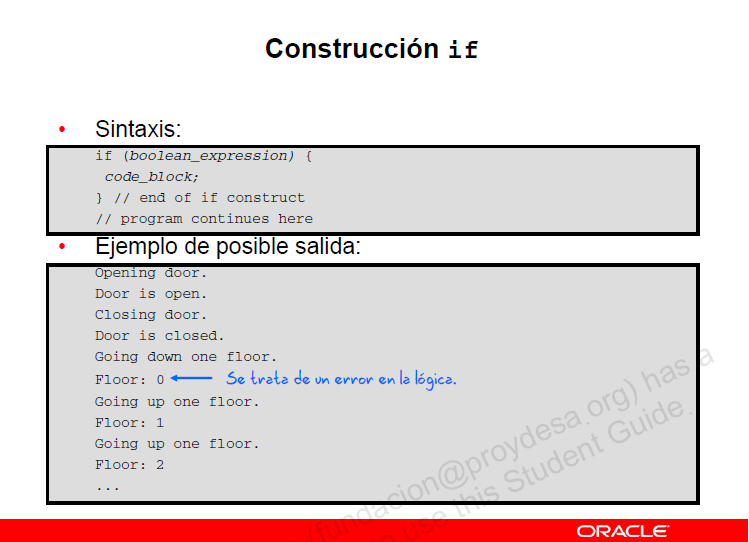 Construcción if
• Sintaxis:
if (boolean_expression) {
code_block;
} // end of if construct
// program continues here
• Ejemplo de posible salida:
Opening door.
Door is open.
Closing door.
Door is closed.
Going down one floor.
Floor: 0 Se trata de un error en la lógica.
Going up one floor.
Floor: 1
Going up one floor.
Floor: 2
...
fundacion@proydesa.org) has a
to use this Student Guide.
ORACLE